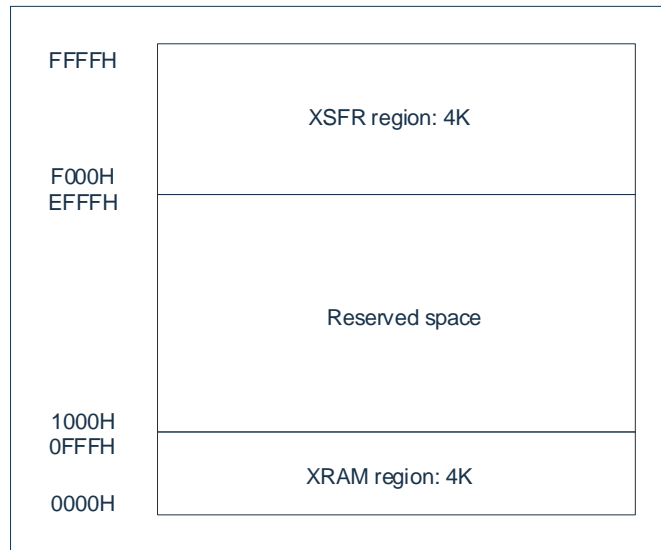 FFFFH
XSFR region: 4K
F000H
EFFFH
Reserved space
1000H
0FFFH
XRAM region: 4K
0000H